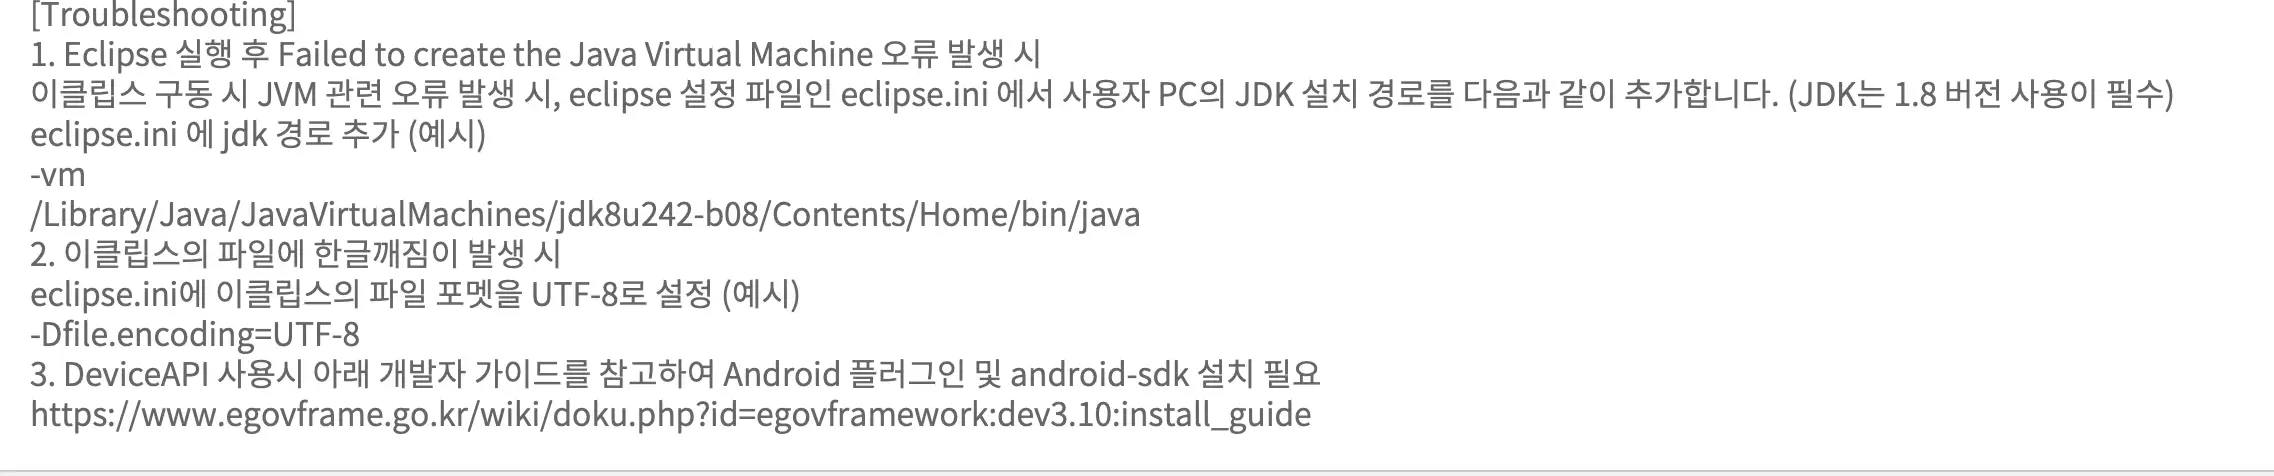 [Troubleshooting]
1. Eclipse 실행 후 Failed to create the Java Virtual Machine 오류 발생 시
이클립스 구동 시 JVM 관련 오류 발생 시, eclipse 설정 파일인 eclipse.ini 에서 사용자 PC의 JDK 설치 경로를 다음과 같이 추가합니다. (JDK는 1.8 버전 사용이 필수)
eclipse.ini 에 jdk 경로 추가 (예시)
-vm
/Library/Java/JavaVirtualMachines/jdk8u242-b08/Contents/Home/bin/java
2. 이클립스의 파일에 한글깨짐이 발생 시
eclipse.ini에 이클립스의 파일 포멧을 UTF-8로 설정 (예시)
-Dfile.encoding=UTF-8
3. DeviceAPI 사용시 아래 개발자 가이드를 참고하여 Android 플러그인 및 android-sdk 설치 필요
https://www.egovframe.go.kr/wiki/doku.php?id=egovframework:dev3.10:install_guide